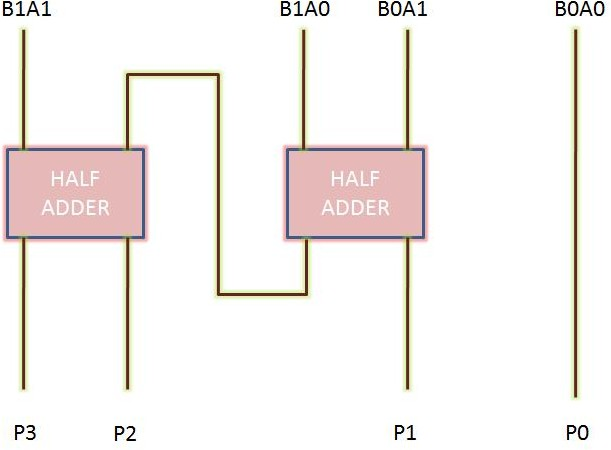 B1A1 B1A0 B0A1 B0A0
HALF
ADDER
HALF
ADDER
P3 P2 P1 P0